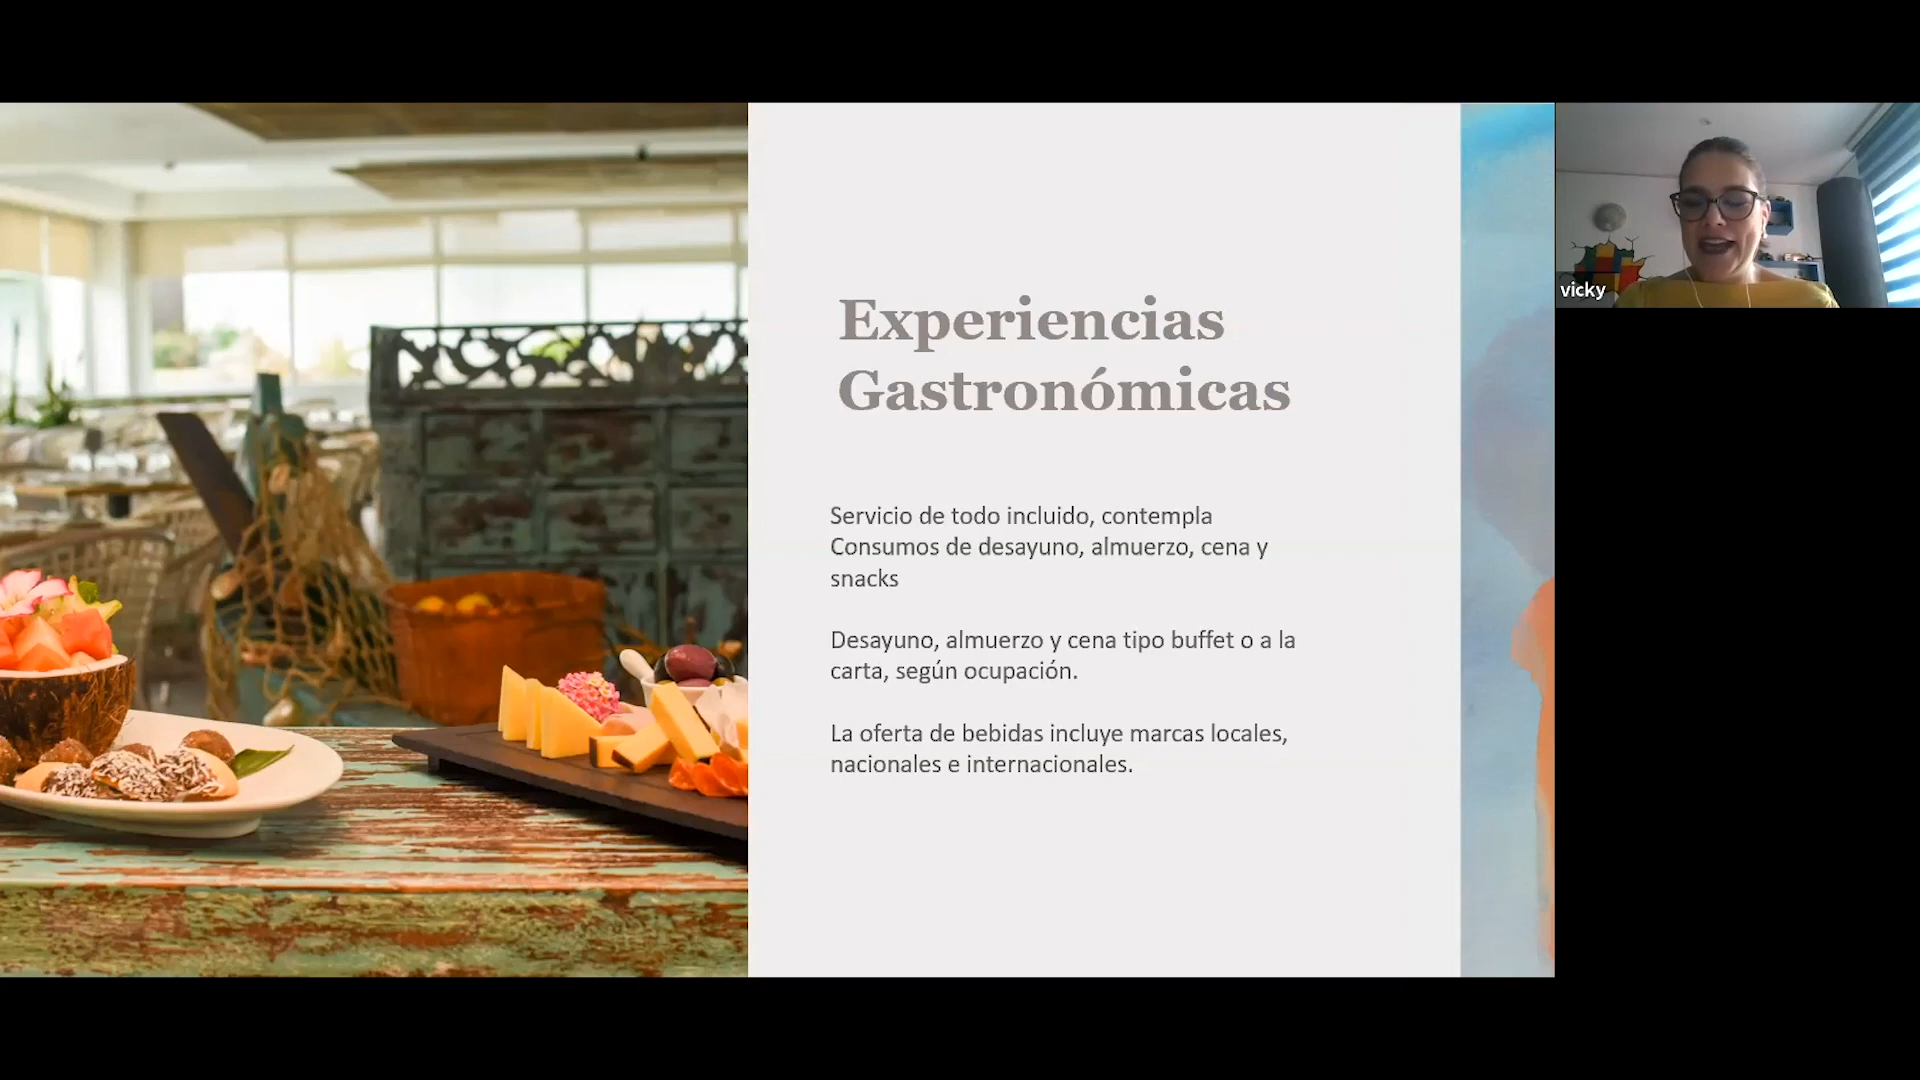 Experiencias
Gastronómicas
Servicio de todo incluido, contempla
Consumos de desayuno, almuerzo, cena y
snacks
Desayuno, almuerzo y cena tipo buffet o a la
carta, según ocupación.
La oferta de bebidas incluye marcas locales,
nacionales e internacionales.
vicky